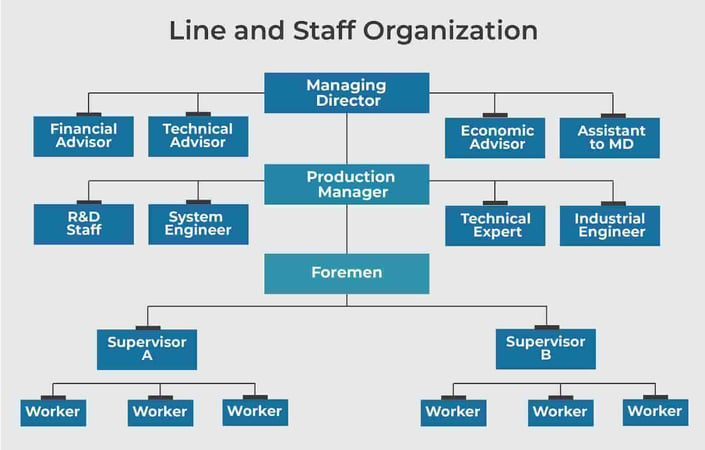 Line and Staff Organization
Managing
Director
Financial
Advisor
Technical
Advisor
Economic
Advisor
Assistant
to MD
Production
Manager
R&D
Staff
System
Engineer
Technical
Expert
Industrial
Engineer
Foremen
Supervisor
A
Supervisor
B
Worker
Worker
Worker
Worker
Worker
Worker